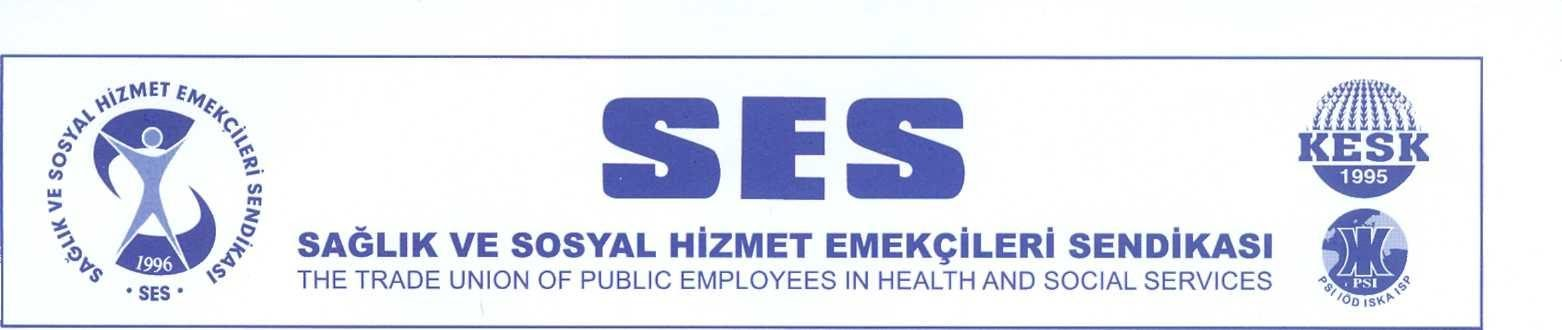 SAĞLIK VE SOSYAL HİZMET EMEKÇİLERİ SENDİKASI
1996
• SES •
SES
SAĞLIK VE SOSYAL HİZMET EMEKÇİLERİ SENDİKASI
THE TRADE UNION OF PUBLIC EMPLOYEES IN HEALTH AND SOCIAL SERVICES
KESK
1995
PSI
PSI IÖD ISKA ISP